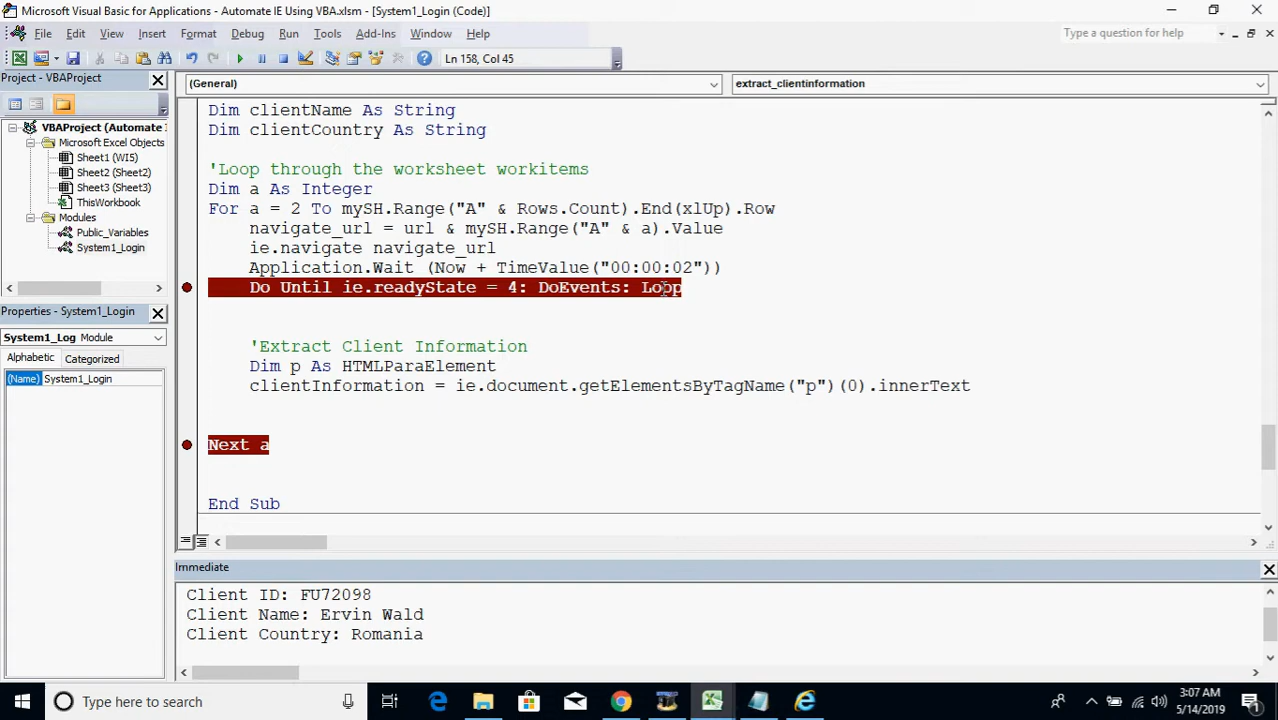 Microsoft Visual Basic for Applications - Automate IE Using VBA.xlsm - [System1_Login (Code)]
File Edit View Insert Format Debug Run Tools Add-Ins Window Help
Type a question for help
Ln 158, Col 45
Project - VBAProject
(General)
extract_clientinformation
VBAProject (Automate
Microsoft Excel Objects
Sheet1 (WI5)
Sheet2 (Sheet2)
Sheet3 (Sheet3)
ThisWorkbook
Modules
Public_Variables
System1_Login
Properties - System1_Login
System1_Log Module
Alphabetic Categorized
(Name) System1_Login
Dim clientName As String
Dim clientCountry As String
'Loop through the worksheet workitems
Dim a As Integer
For a = 2 To mySH.Range("A" & Rows.Count).End(xlUp).Row
navigate_url = url & mySH.Range("A" & a).Value
ie.navigate navigate_url
Application.Wait (Now + TimeValue("00:00:02"))
Do Until ie.readyState = 4: DoEvents: Loop
'Extract Client Information
Dim p As HTMLParaElement
clientInformation = ie.document.getElementsByTagName("p")(0).innerText
Next a
End Sub
Immediate
Client ID: FU72098
Client Name: Ervin Wald
Client Country: Romania
Type here to search
3:07 AM
5/14/2019